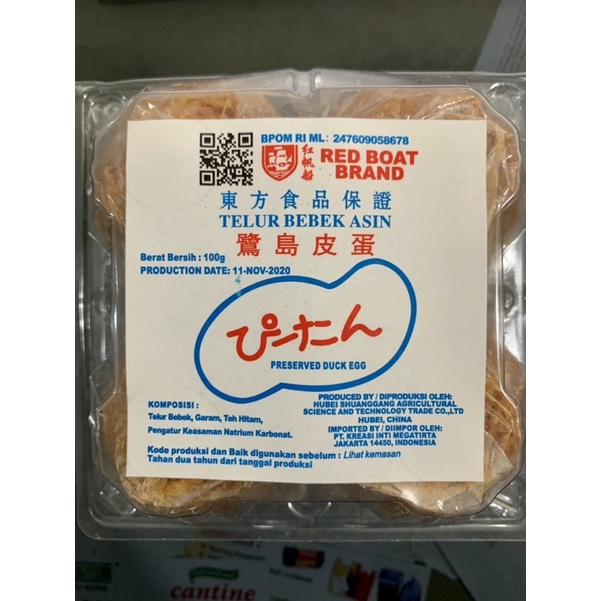 BPOM RI ML: 247609058678
紅帆船
RED BOAT
BRAND
東方食品保證
TELUR BEBEK ASIN
鷺島皮蛋
Berat Bersih : 100g
PRODUCTION DATE: 11-NOV-2020
ぴーたん
PRESERVED DUCK EGG
KOMPOSISI :
Telur Bebek, Garam, Teh Hitam,
Pengatur Keasaman Natrium Karbonat.
PRODUCED BY / DIPRODUKSI OLEH:
HUBEI SHUANGGANG AGRICULTURAL
SCIENCE AND TECHNOLOGY TRADE CO.,LTD
HUBEI, CHINA
IMPORTED BY / DIIMPOR OLEH:
PT. KREASI INTI MEGATIRTA
JAKARTA 14450, INDONESIA
Kode produksi dan Baik digunakan sebelum : Lihat kemasan
Tahan dua tahun dari tanggal produksi
cantine